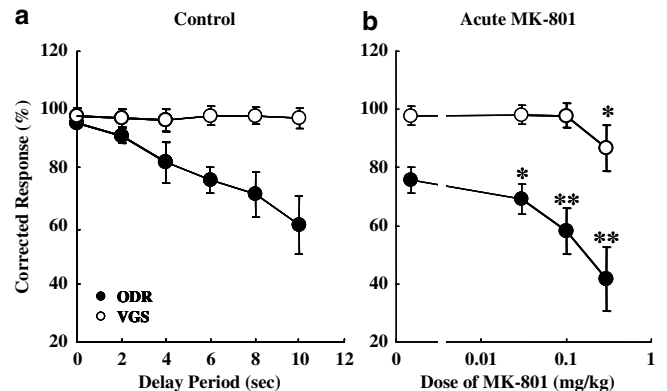 a
Control
b
Acute MK-801
Corrected Response (%)
120
100
80
60
40
20
ODR
VGS
0 2 4 6 8 10 12
Delay Period (sec)
120
100
80
60
40
20
*
*
**
**
0 0.01 0.1 1
Dose of MK-801 (mg/kg)